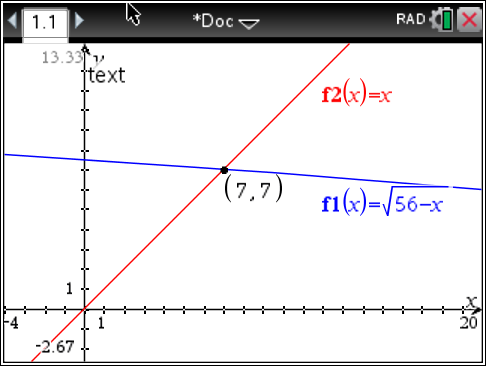 1.1
*Doc
RAD
13.33
y
text
f2(x)=x
(7,7)
f1(x)=√56-x
1
x
-4
1
20
-2.67